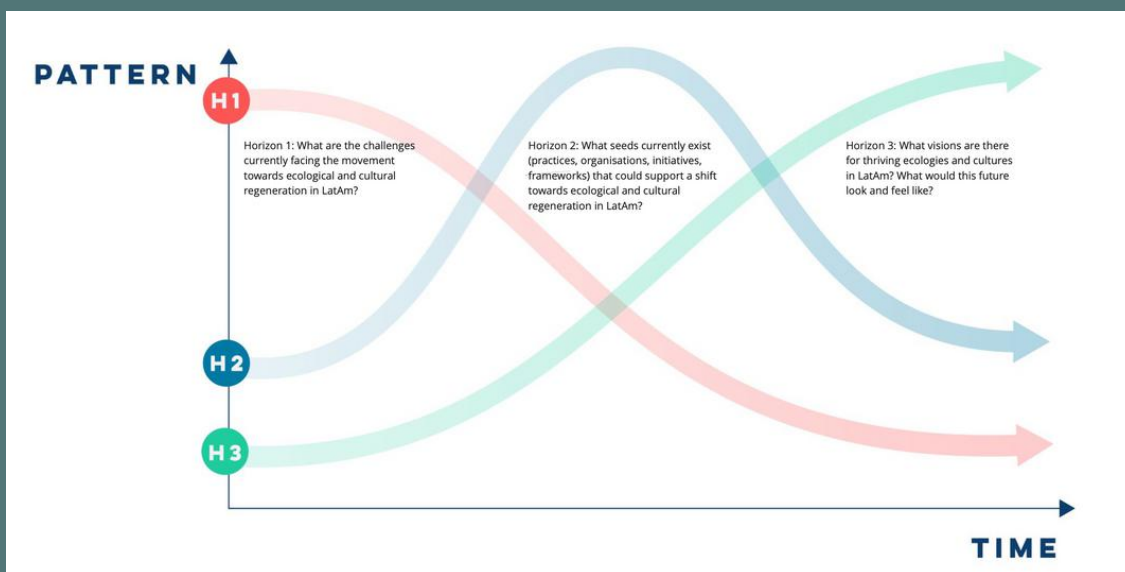 PATTERN
H1
Horizon 1: What are the challenges
currently facing the movement
towards ecological and cultural
regeneration in LatAm?
Horizon 2: What seeds currently exist
(practices, organisations, initiatives,
frameworks) that could support a shift
towards ecological and cultural
regeneration in LatAm?
Horizon 3: What visions are there
for thriving ecologies and cultures
in LatAm? What would this future
look and feel like?
H2
H3
TIME